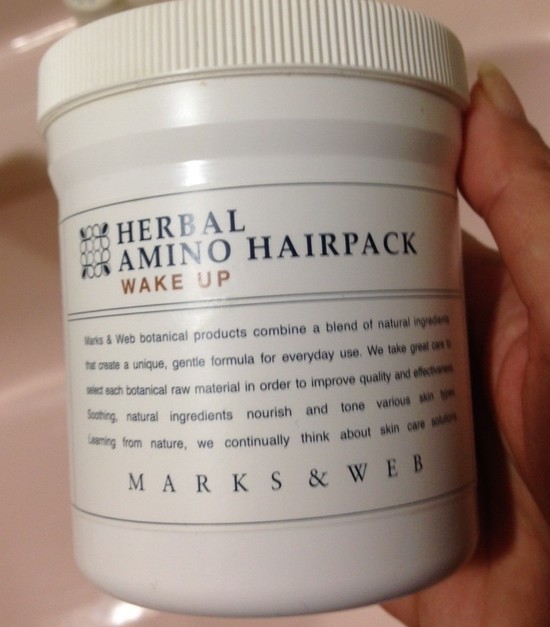 HERBAL
AMINO HAIRPACK
WAKE UP
Marks & Web botanical products combine a blend of natural ingredients
that create a unique, gentle formula for everyday use. We take great care to
select each botanical raw material in order to improve quality and effectiveness.
Soothing, natural ingredients nourish and tone various skin types.
Learning from nature, we continually think about skin care solutions.
MARKS & WEB